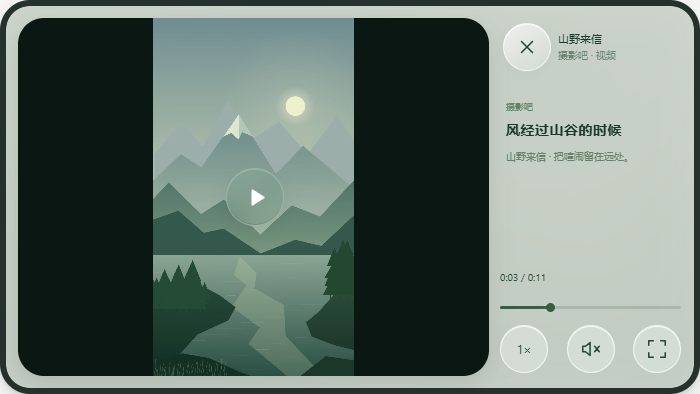 山野来信
摄影吧 · 视频
摄影吧
风经过山谷的时候
山野来信 · 把喧闹留在远处。
0:03 / 0:11
1×